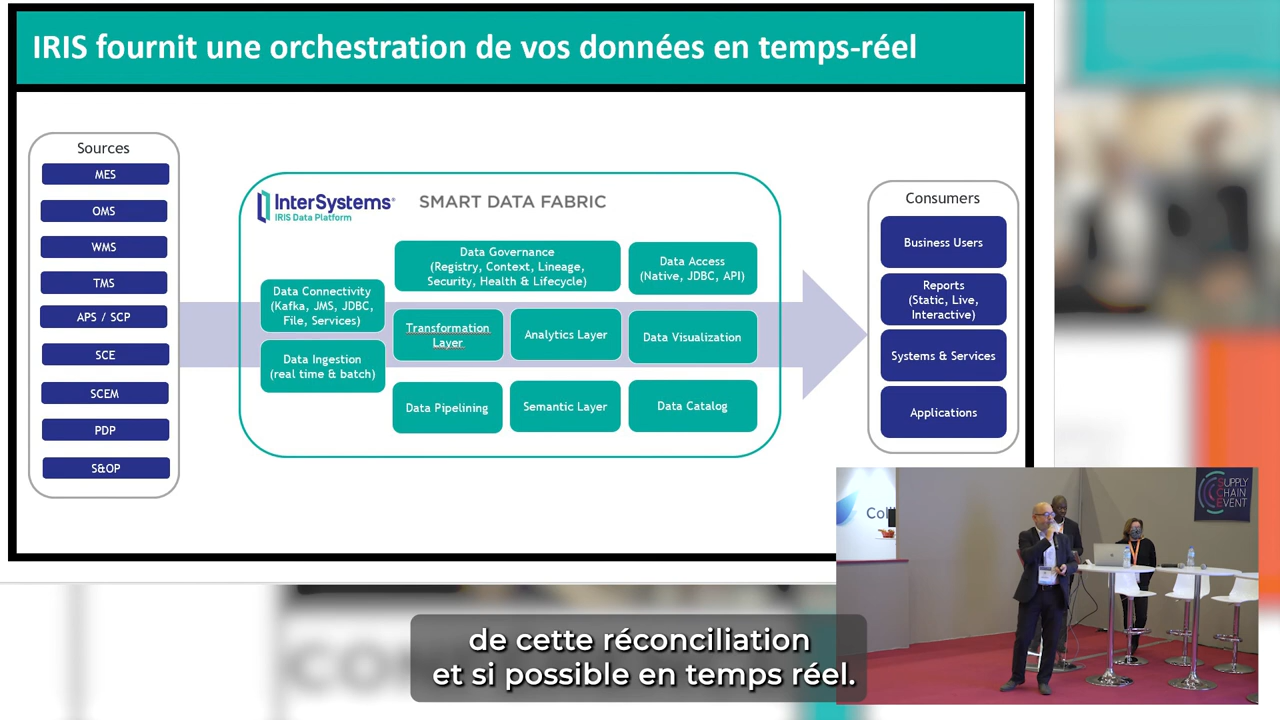 IRIS fournit une orchestration de vos données en temps-réel
Sources
MES
OMS
WMS
TMS
APS / SCP
SCE
SCEM
PDP
S&OP
InterSystems
IRIS Data Platform
SMART DATA FABRIC
Data Connectivity
(Kafka, JMS, JDBC,
File, Services)
Data Ingestion
(real time & batch)
Data Governance
(Registry, Context, Lineage,
Security, Health & Lifecycle)
Data Access
(Native, JDBC, API)
Transformation
Layer
Analytics Layer
Data Visualization
Data Pipelining
Semantic Layer
Data Catalog
Consumers
Business Users
Reports
(Static, Live,
Interactive)
Systems & Services
Applications
SUPPLY
CHAIN
EVENT
de cette réconciliation
et si possible en temps réel.